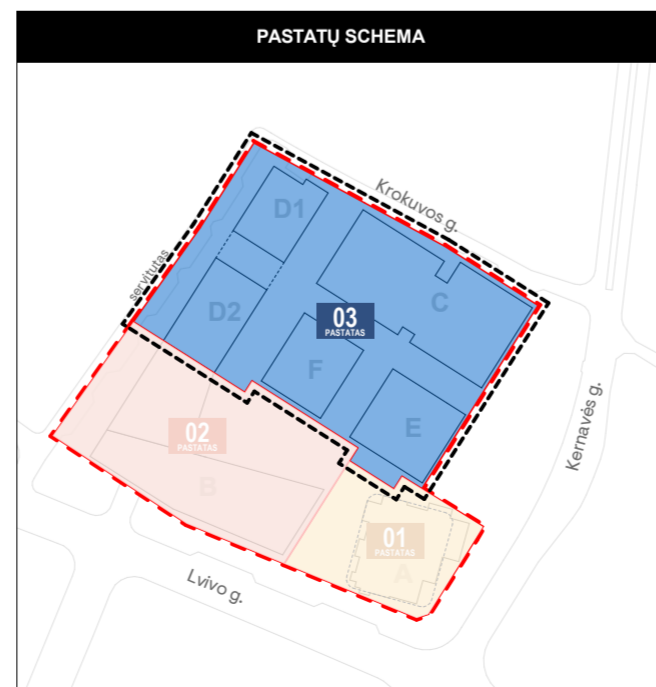 PASTATŲ SCHEMA
Krokuvos g.
D1
servitutas
C
D2
03
PASTATAS
F
Kernavės g.
E
02
PASTATAS
B
01
PASTATAS
A
Lvivo g.